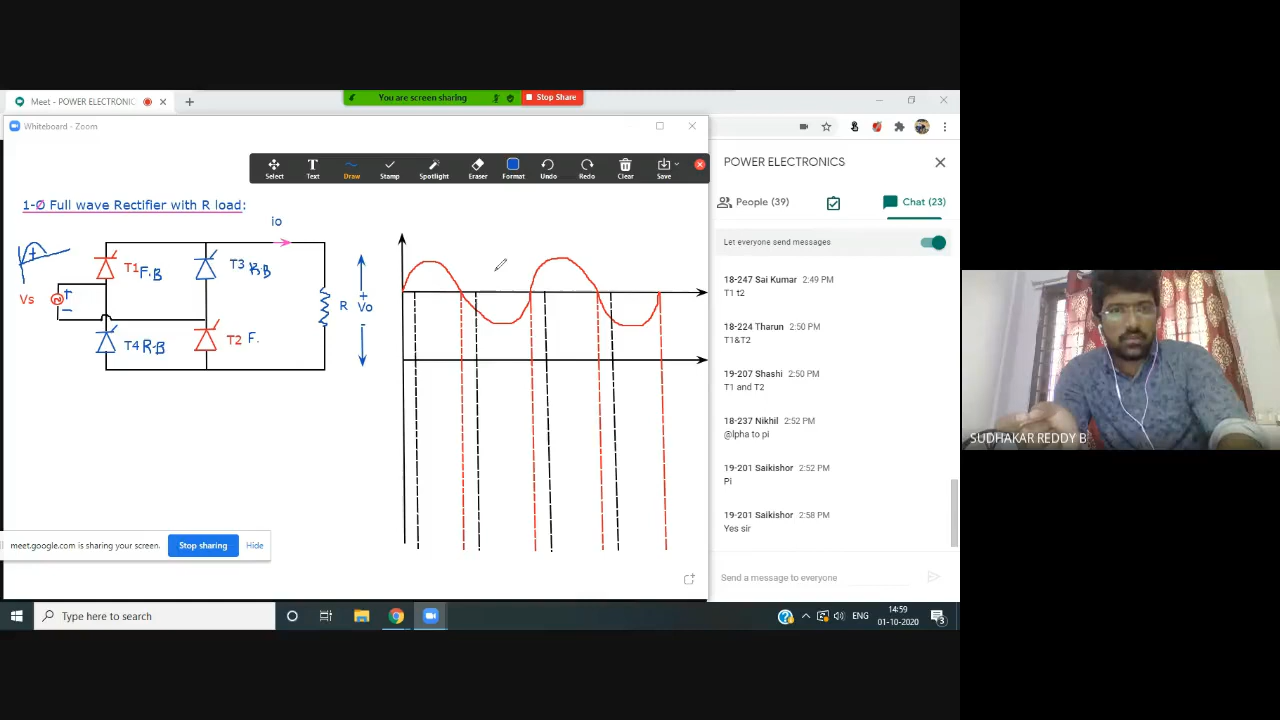 Meet - POWER ELECTRONIC
You are screen sharing
Stop Share
Whiteboard - Zoom
Select
Text
Draw
Stamp
Spotlight
Eraser
Format
Undo
Redo
Clear
Save
1-Ø Full wave Rectifier with R load:
io
T1 F.B
T3 R.B
Vs
+
-
R
+
Vo
-
T4 R.B
T2 F.
POWER ELECTRONICS
People (39)
Chat (23)
Let everyone send messages
18-247 Sai Kumar 2:49 PM
T1 t2
18-224 Tharun 2:50 PM
T1&T2
19-207 Shashi 2:50 PM
T1 and T2
18-237 Nikhil 2:52 PM
@lpha to pi
19-201 Saikishor 2:52 PM
Pi
19-201 Saikishor 2:58 PM
Yes sir
Send a message to everyone
SUDHAKAR REDDY B
meet.google.com is sharing your screen.
Stop sharing
Hide
Type here to search
ENG
14:59
01-10-2020
3